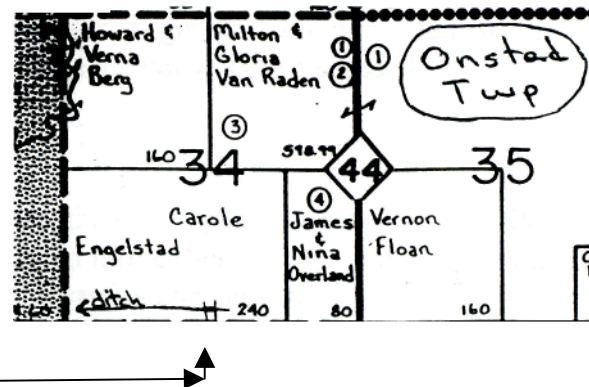 Howard &
Verna
Berg
Milton &
Gloria
Van Raden
①
②
①
Onsted
Twp
③
160
34
598.99
44
35
④
Carole
Engelstad
James
&
Nina
Overland
Vernon
Floan
ditch
240
80
160